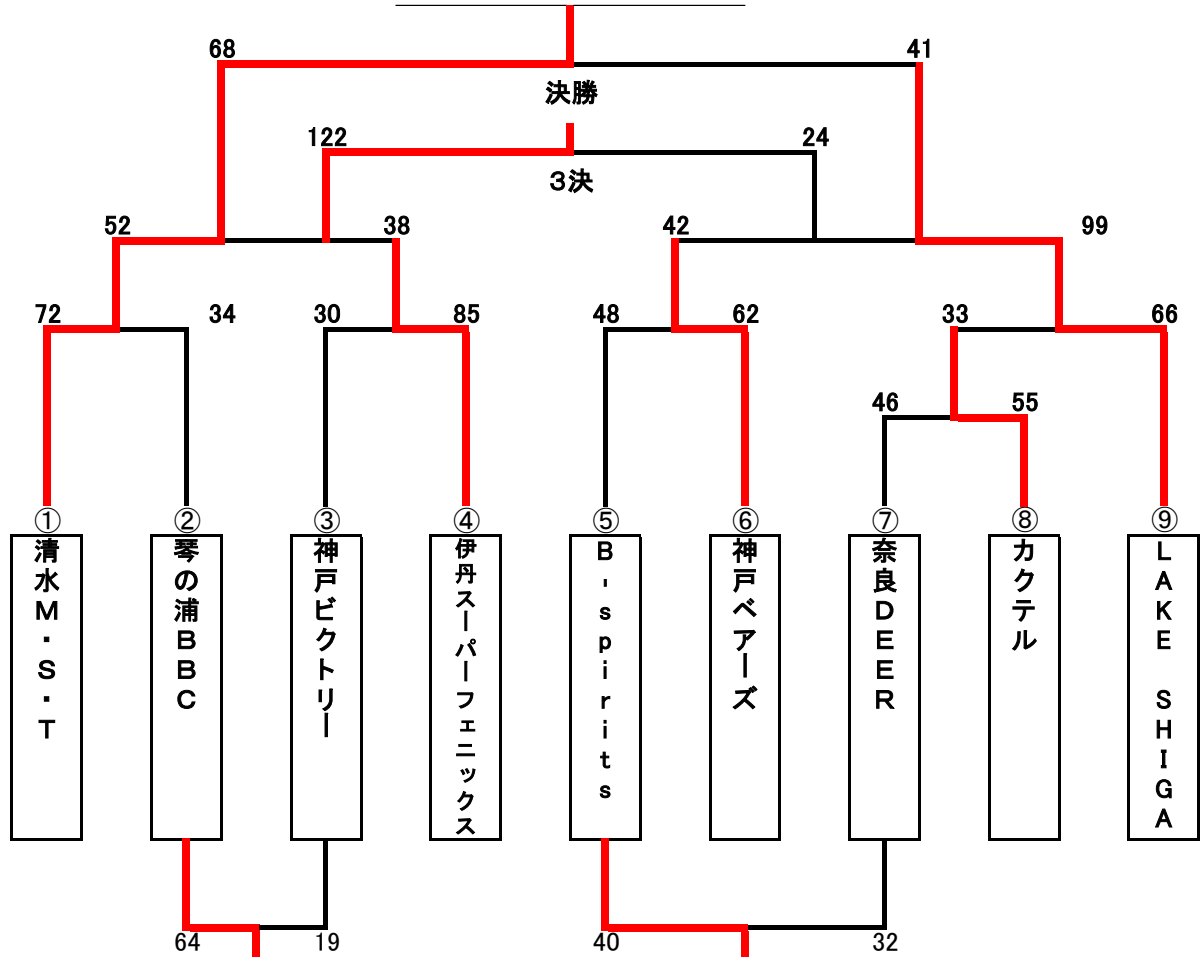 68 41
決勝
122 24
３決
52 38 42 99
72 34 30 85 48 62 33 66
46 55
① ② ③ ④ ⑤ ⑥ ⑦ ⑧ ⑨
清水Ｍ・Ｓ・Ｔ
琴の浦ＢＢＣ
神戸ビクトリー
伊丹スーパーフェニックス
Ｂ‐ｓｐｉｒｉｔｓ
神戸ベアーズ
奈良ＤＥＥＲ
カクテル
ＬＡＫＥ　ＳＨＩＧＡ
64 19 40 32